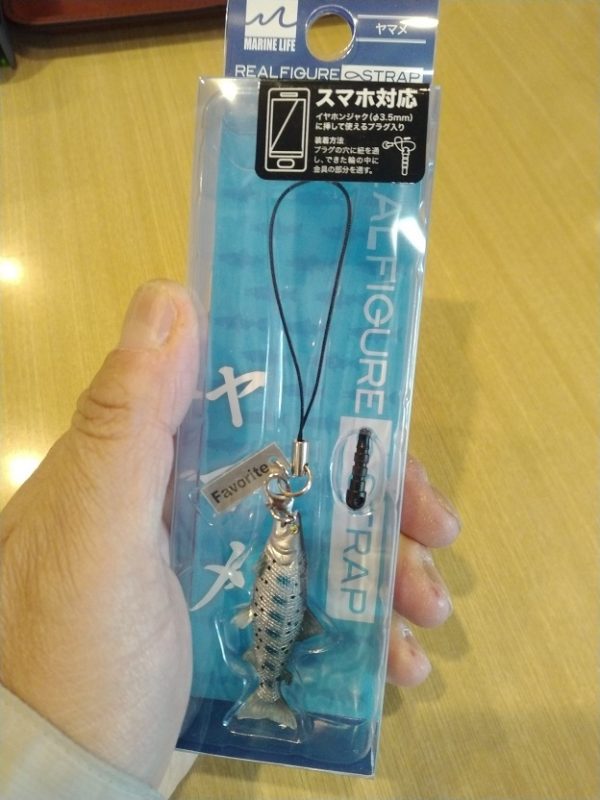 MARINE LIFE
ヤマメ
REALFIGURE STRAP
スマホ対応
イヤホンジャク(φ3.5mm)
に挿して使えるプラグ入り
装着方法
プラグの穴に紐を通
し、できた輪の中に
金具の部分を通す。
REALFIGURE STRAP
ヤマメ
Favorite